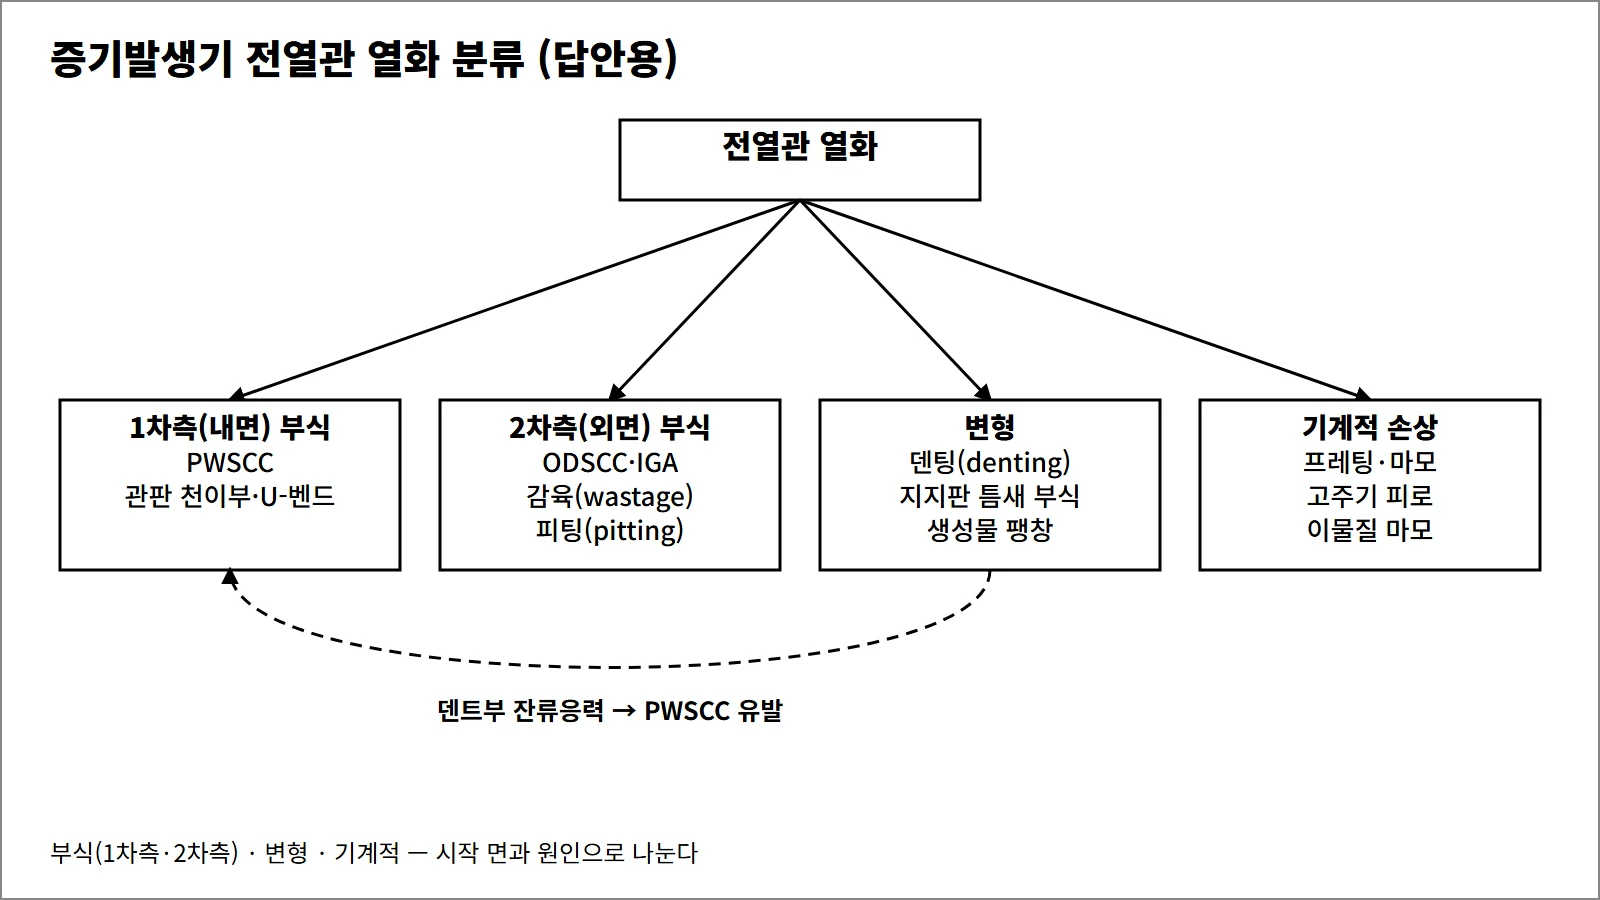 증기발생기 전열관 열화 분류 (답안용)
전열관 열화
1차측(내면) 부식
PWSCC
관판 천이부·U-벤드
2차측(외면) 부식
ODSCC·IGA
감육(wastage)
피팅(pitting)
변형
덴팅(denting)
지지판 틈새 부식
생성물 팽창
기계적 손상
프레팅·마모
고주기 피로
이물질 마모
덴트부 잔류응력 → PWSCC 유발
부식(1차측·2차측) · 변형 · 기계적 — 시작 면과 원인으로 나눈다